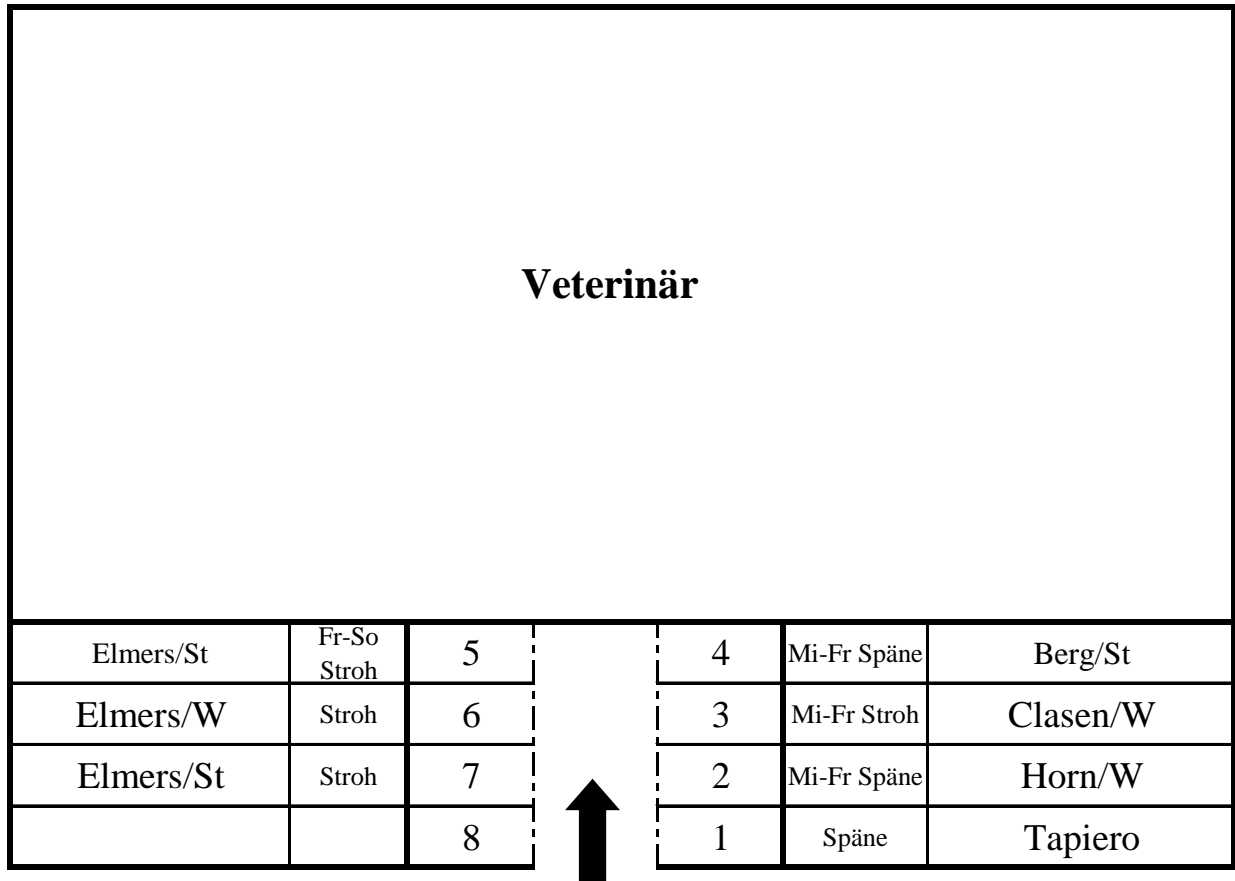 Veterinär
Elmers/St Fr-So Stroh 5 4 Mi-Fr Späne Berg/St
Elmers/W Stroh 6 3 Mi-Fr Stroh Clasen/W
Elmers/St Stroh 7 2 Mi-Fr Späne Horn/W
8 1 Späne Tapiero